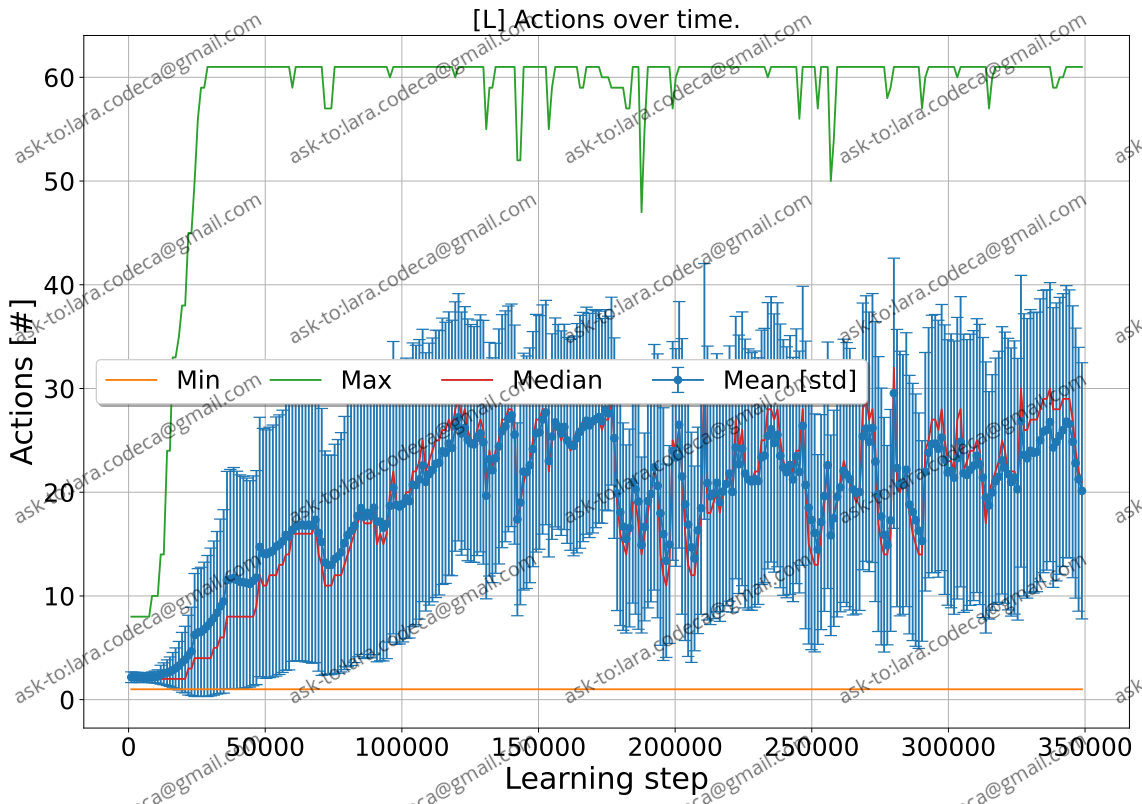 [L] Actions over time.
Actions [#]
60
50
40
30
20
10
0
Min Max Median Mean [std]
0 50000 100000 150000 200000 250000 300000 350000
Learning step
ask-to:lara.codeca@gmail.com